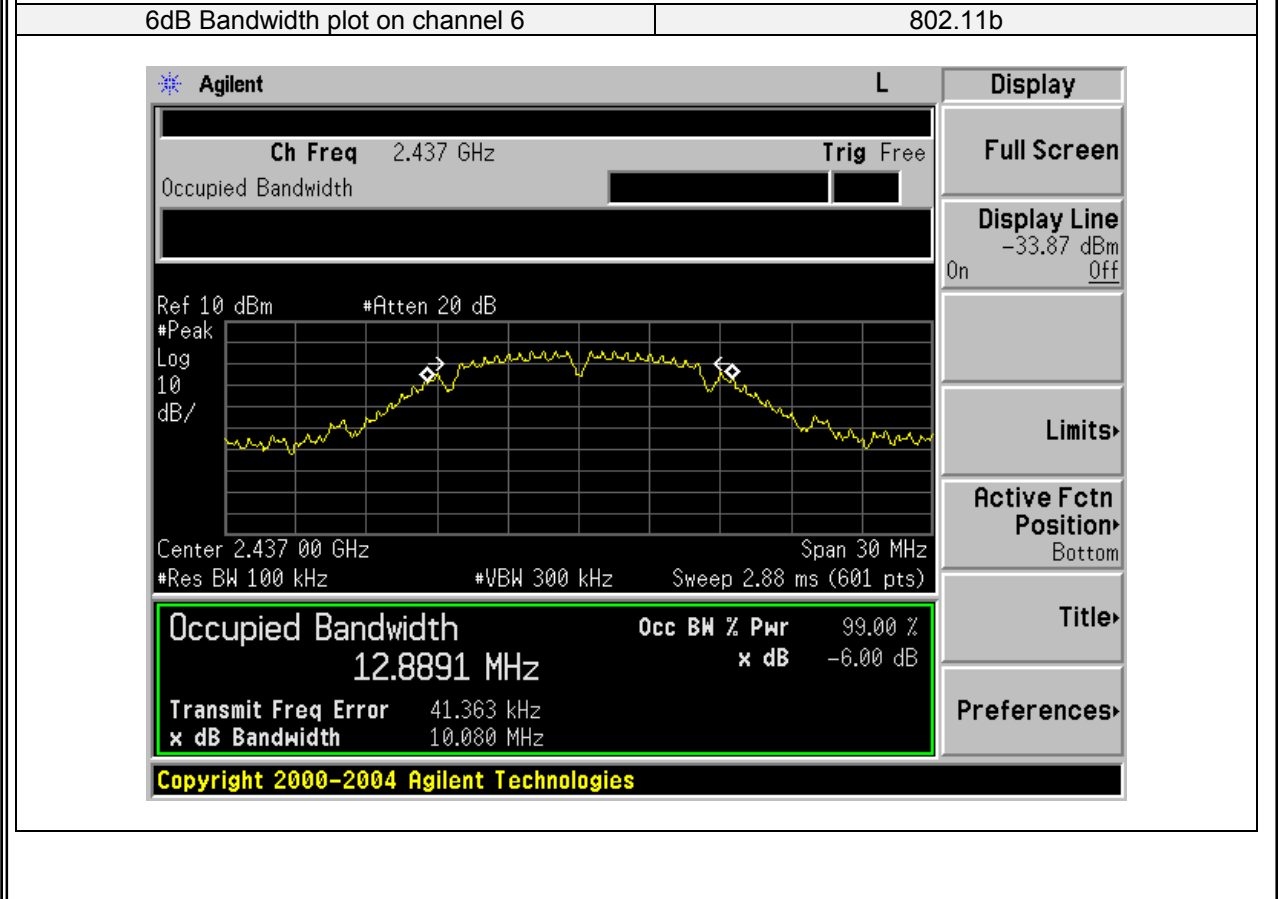 6dB Bandwidth plot on channel 6 802.11b
Agilent L Display
Ch Freq 2.437 GHz Trig Free
Occupied Bandwidth
Full Screen
Display Line
-33.87 dBm
On Off
Ref 10 dBm #Atten 20 dB
#Peak
Log
10
dB/
Limits
Active Fctn
Position
Bottom
Center 2.437 00 GHz Span 30 MHz
#Res BW 100 kHz #VBW 300 kHz Sweep 2.88 ms (601 pts)
Occupied Bandwidth Occ BW % Pwr 99.00 %
12.8891 MHz x dB -6.00 dB
Title
Transmit Freq Error 41.363 kHz
x dB Bandwidth 10.080 MHz
Preferences
Copyright 2000-2004 Agilent Technologies